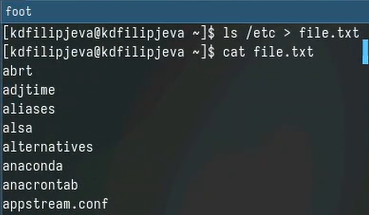 foot
[kdfilipjeva@kdfilipjeva ~]$ ls /etc > file.txt
[kdfilipjeva@kdfilipjeva ~]$ cat file.txt
abrt
adjtime
aliases
alsa
alternatives
anaconda
anacrontab
appstream.conf